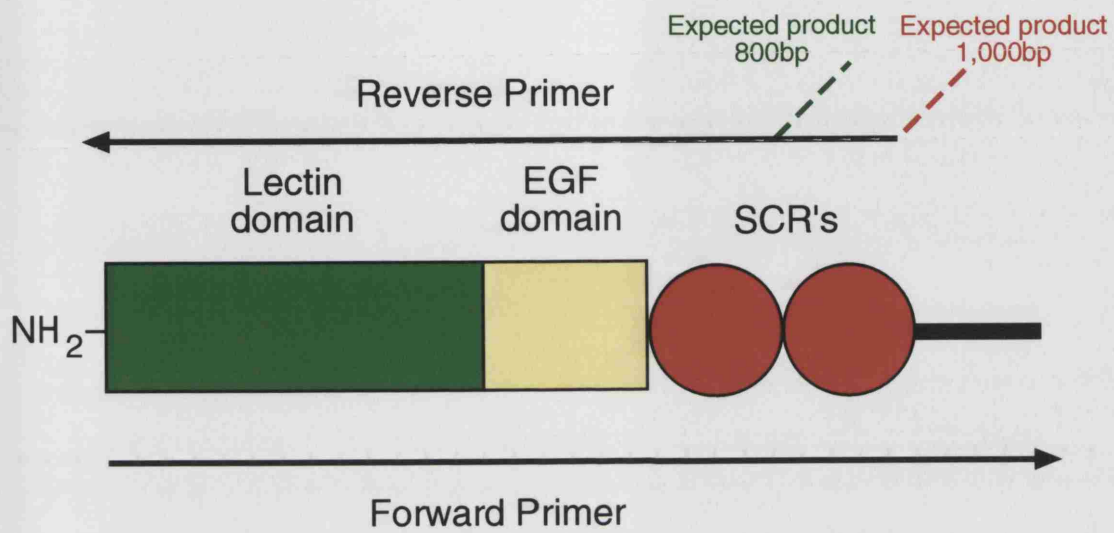 Expected product
800bp
Expected product
1,000bp
Reverse Primer
Lectin
domain
EGF
domain
SCR's
NH2
Forward Primer